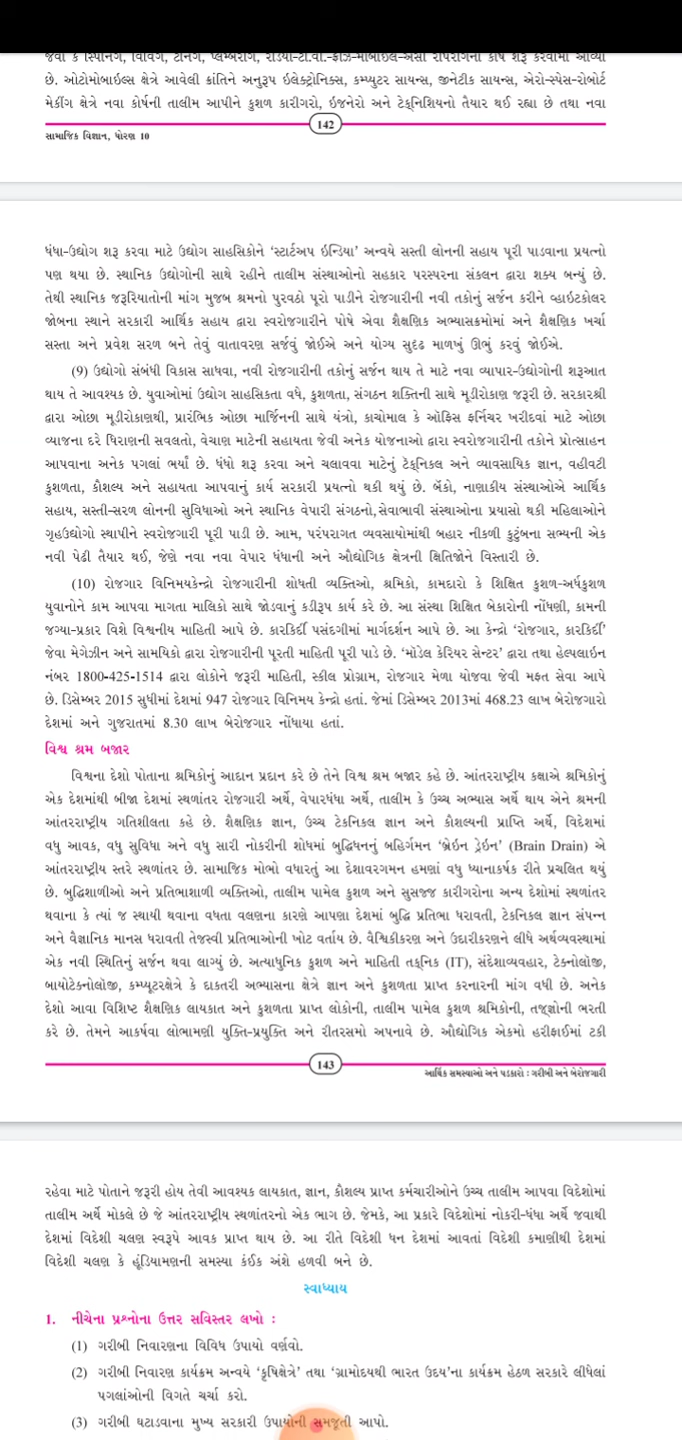 જેવા કે સ્પિનિંગ, વિવિંગ, ટર્નિંગ, પ્લમ્બરીંગ, રેડિયો-ટી.વી.-ફ્રીઝ-મોબાઇલ-એસી રીપેરીંગના કોર્ષ શરૂ કરવામાં આવ્યા
છે. ઓટોમોબાઇલ્સ ક્ષેત્રે આવેલી ક્રાંતિને અનુરૂપ ઇલેક્ટ્રોનિક્સ, કમ્પ્યુટર સાયન્સ, જીનેટીક સાયન્સ, એરો-સ્પેસ-રોબોર્ટ
મેકીંગ ક્ષેત્રે નવા કોર્ષની તાલીમ આપીને કુશળ કારીગરો, ઇજનેરો અને ટેક્નિશિયનો તૈયાર થઈ રહ્યા છે તથા નવા
142
સામાજિક વિજ્ઞાન, ધોરણ 10
ધંધા-ઉદ્યોગ શરૂ કરવા માટે ઉદ્યોગ સાહસિકોને ‘સ્ટાર્ટઅપ ઇન્ડિયા’ અન્વયે સસ્તી લોનની સહાય પૂરી પાડવાના પ્રયત્નો
પણ થયા છે. સ્થાનિક ઉદ્યોગોની સાથે રહીને તાલીમ સંસ્થાઓનો સહકાર પરસ્પરના સંકલન દ્વારા શક્ય બન્યું છે.
તેથી સ્થાનિક જરૂરિયાતોની માંગ મુજબ શ્રમનો પુરવઠો પૂરો પાડીને રોજગારીની નવી તકોનું સર્જન કરીને વ્હાઇટકોલર
જોબના સ્થાને સરકારી આર્થિક સહાય દ્વારા સ્વરોજગારીને પોષે એવા શૈક્ષણિક અભ્યાસક્રમોમાં અને શૈક્ષણિક ખર્ચા
સસ્તા અને પ્રવેશ સરળ બને તેવું વાતાવરણ સર્જવું જોઈએ અને યોગ્ય સુદૃઢ માળખું ઊભું કરવું જોઈએ.
(9) ઉદ્યોગો સંબંધી વિકાસ સાધવા, નવી રોજગારીની તકોનું સર્જન થાય તે માટે નવા વ્યાપાર-ઉદ્યોગોની શરૂઆત
થાય તે આવશ્યક છે. યુવાઓમાં ઉદ્યોગ સાહસિકતા વધે, કુશળતા, સંગઠન શક્તિની સાથે મૂડીરોકાણ જરૂરી છે. સરકારશ્રી
દ્વારા ઓછા મૂડીરોકાણથી, પ્રારંભિક ઓછા માર્જિનની સાથે યંત્રો, કાચોમાલ કે ઑફિસ ફર્નિચર ખરીદવાં માટે ઓછા
વ્યાજના દરે ધિરાણની સવલતો, વેચાણ માટેની સહાયતા જેવી અનેક યોજનાઓ દ્વારા સ્વરોજગારીની તકોને પ્રોત્સાહન
આપવાના અનેક પગલાં ભર્યાં છે. ધંધો શરૂ કરવા અને ચલાવવા માટેનું ટૅક્નિકલ અને વ્યાવસાયિક જ્ઞાન, વહીવટી
કુશળતા, કૌશલ્ય અને સહાયતા આપવાનું કાર્ય સરકારી પ્રયત્નો થકી થયું છે. બૅંકો, નાણાકીય સંસ્થાઓએ આર્થિક
સહાય, સસ્તી-સરળ લોનની સુવિધાઓ અને સ્થાનિક વેપારી સંગઠનો,સેવાભાવી સંસ્થાઓના પ્રયાસો થકી મહિલાઓને
ગૃહઉદ્યોગો સ્થાપીને સ્વરોજગારી પૂરી પાડી છે. આમ, પરંપરાગત વ્યવસાયોમાંથી બહાર નીકળી કુટુંબના સભ્યની એક
નવી પેઢી તૈયાર થઈ, જેણે નવા નવા વેપાર ધંધાની અને ઔદ્યોગિક ક્ષેત્રની ક્ષિતિજોને વિસ્તારી છે.
(10) રોજગાર વિનિમયકેન્દ્રો રોજગારીની શોધતી વ્યક્તિઓ, શ્રમિકો, કામદારો કે શિક્ષિત કુશળ-અર્ધકુશળ
યુવાનોને કામ આપવા માગતા માલિકો સાથે જોડવાનું કડીરૂપ કાર્ય કરે છે. આ સંસ્થા શિક્ષિત બેકારોની નોંધણી, કામની
જગ્યા-પ્રકાર વિશે વિશ્વનીય માહિતી આપે છે. કારકિર્દી પસંદગીમાં માર્ગદર્શન આપે છે. આ કેન્દ્રો ‘રોજગાર, કારકિર્દી’
જેવા મેગેઝીન અને સામયિકો દ્વારા રોજગારીની પૂરતી માહિતી પૂરી પાડે છે. ‘મૉડેલ કેરિયર સેન્ટર’ દ્વારા તથા હેલ્પલાઇન
નંબર 1800-425-1514 દ્વારા લોકોને જરૂરી માહિતી, સ્કીલ પ્રોગ્રામ, રોજગાર મેળા યોજવા જેવી મફત સેવા આપે
છે. ડિસેમ્બર 2015 સુધીમાં દેશમાં 947 રોજગાર વિનિમય કેન્દ્રો હતાં. જેમાં ડિસેમ્બર 2013માં 468.23 લાખ બેરોજગારો
દેશમાં અને ગુજરાતમાં 8.30 લાખ બેરોજગાર નોંધાયા હતાં.
વિશ્વ શ્રમ બજાર
વિશ્વના દેશો પોતાના શ્રમિકોનું આદાન પ્રદાન કરે છે તેને વિશ્વ શ્રમ બજાર કહે છે. આંતરરાષ્ટ્રીય કક્ષાએ શ્રમિકોનું
એક દેશમાંથી બીજા દેશમાં સ્થળાંતર રોજગારી અર્થે, વેપારધંધા અર્થે, તાલીમ કે ઉચ્ચ અભ્યાસ અર્થે થાય એને શ્રમની
આંતરરાષ્ટ્રીય ગતિશીલતા કહે છે. શૈક્ષણિક જ્ઞાન, ઉચ્ચ ટેકનિકલ જ્ઞાન અને કૌશલ્યની પ્રાપ્તિ અર્થે, વિદેશમાં
વધુ આવક, વધુ સુવિધા અને વધુ સારી નોકરીની શોધમાં બુદ્ધિધનનું બહિર્ગમન ‘બ્રેઇન ડ્રેઇન’ (Brain Drain) એ
આંતરરાષ્ટ્રીય સ્તરે સ્થળાંતર છે. સામાજિક મોભો વધારતું આ દેશાવરગમન હમણાં વધુ ધ્યાનાકર્ષક રીતે પ્રચલિત થયું
છે. બુદ્ધિશાળીઓ અને પ્રતિભાશાળી વ્યક્તિઓ, તાલીમ પામેલ કુશળ અને સુસજ્જ કારીગરોના અન્ય દેશોમાં સ્થળાંતર
થવાના કે ત્યાં જ સ્થાયી થવાના વધતા વલણના કારણે આપણા દેશમાં બુદ્ધિ પ્રતિભા ધરાવતી, ટેકનિકલ જ્ઞાન સંપન્ન
અને વૈજ્ઞાનિક માનસ ધરાવતી તેજસ્વી પ્રતિભાઓની ખોટ વર્તાય છે. વૈશ્વિકીકરણ અને ઉદારીકરણને લીધે અર્થવ્યવસ્થામાં
એક નવી સ્થિતિનું સર્જન થવા લાગ્યું છે. અત્યાધુનિક કુશળ અને માહિતી તક્નિક (IT), સંદેશાવ્યવહાર, ટેક્નોલૉજી,
બાયોટેક્નોલૉજી, કમ્પ્યૂટરક્ષેત્રે કે દાકતરી અભ્યાસના ક્ષેત્રે જ્ઞાન અને કુશળતા પ્રાપ્ત કરનારની માંગ વધી છે. અનેક
દેશો આવા વિશિષ્ટ શૈક્ષણિક લાયકાત અને કુશળતા પ્રાપ્ત લોકોની, તાલીમ પામેલ કુશળ શ્રમિકોની, તજ્જ્ઞોની ભરતી
કરે છે. તેમને આકર્ષવા લોભામણી યુક્તિ-પ્રયુક્તિ અને રીતરસમો અપનાવે છે. ઔદ્યોગિક એકમો હરીફાઈમાં ટકી
143
આર્થિક સમસ્યાઓ અને પડકારો : ગરીબી અને બેરોજગારી
રહેવા માટે પોતાને જરૂરી હોય તેવી આવશ્યક લાયકાત, જ્ઞાન, કૌશલ્ય પ્રાપ્ત કર્મચારીઓને ઉચ્ચ તાલીમ આપવા વિદેશોમાં
તાલીમ અર્થે મોકલે છે જે આંતરરાષ્ટ્રીય સ્થળાંતરનો એક ભાગ છે. જેમકે, આ પ્રકારે વિદેશોમાં નોકરી-ધંધા અર્થે જવાથી
દેશમાં વિદેશી ચલણ સ્વરૂપે આવક પ્રાપ્ત થાય છે. આ રીતે વિદેશી ધન દેશમાં આવતાં વિદેશી કમાણીથી દેશમાં
વિદેશી ચલણ કે હૂંડિયામણની સમસ્યા કંઈક અંશે હળવી બને છે.
સ્વાધ્યાય
1. નીચેના પ્રશ્નોના ઉત્તર સવિસ્તર લખો :
(1) ગરીબી નિવારણના વિવિધ ઉપાયો વર્ણવો.
(2) ગરીબી નિવારણ કાર્યક્રમ અન્વયે ‘કૃષિક્ષેત્રે’ તથા ‘ગ્રામોદયથી ભારત ઉદય’ના કાર્યક્રમ હેઠળ સરકારે લીધેલાં
પગલાંઓની વિગતે ચર્ચા કરો.
(3) ગરીબી ઘટાડવાના મુખ્ય સરકારી ઉપાયોની સમજૂતી આપો.